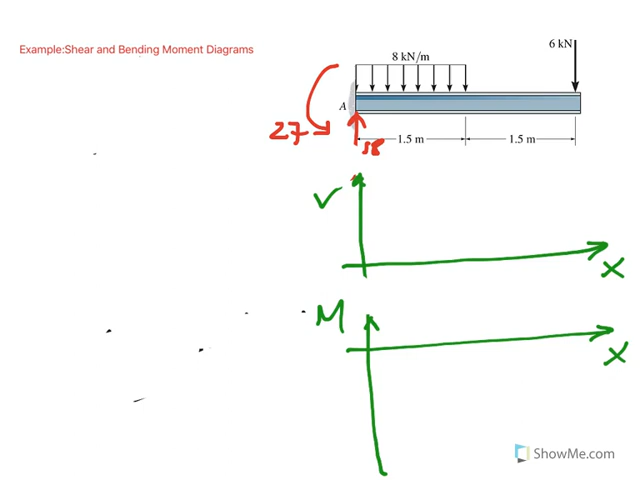 Example:Shear and Bending Moment Diagrams
6 kN
8 kN/m
A
27
18
1.5 m
1.5 m
V
X
M
X
ShowMe.com